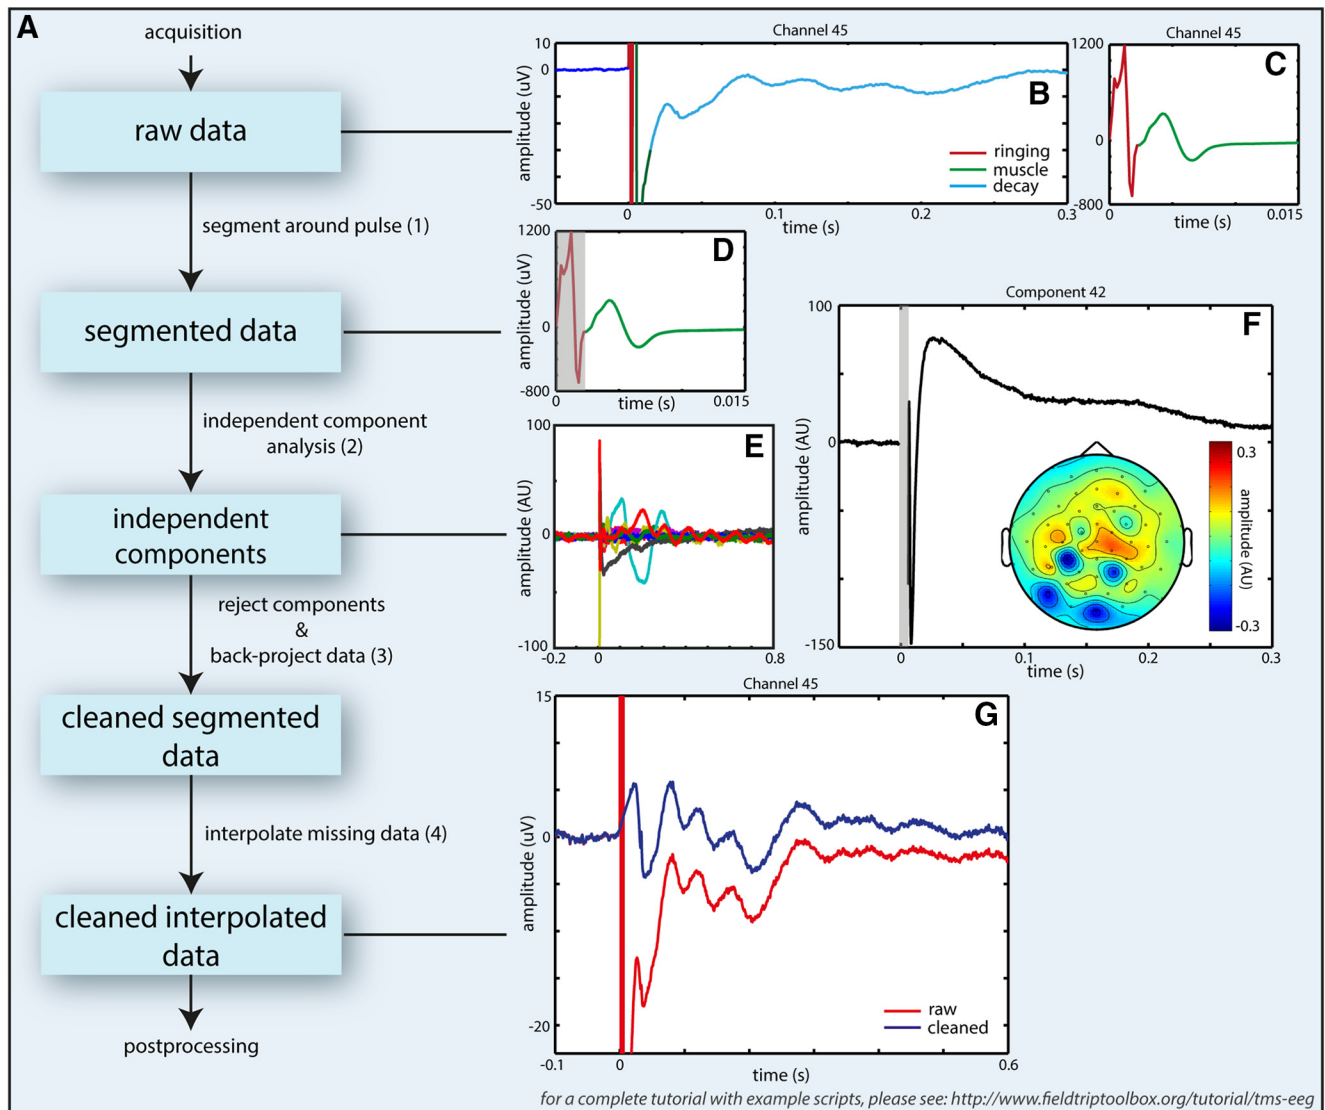 A
acquisition
raw data
segment around pulse (1)
segmented data
independent component
analysis (2)
independent
components
reject components
&
back-project data (3)
cleaned segmented
data
interpolate missing data (4)
cleaned interpolated
data
postprocessing
Channel 45
B
10
0
-50
amplitude (uV)
0
0.1
0.2
0.3
time (s)
ringing
muscle
decay
Channel 45
C
1200
0
-800
0
0.015
time (s)
D
1200
0
-800
amplitude (uV)
0
0.015
time (s)
E
100
0
-100
amplitude (AU)
-0.2
0
0.8
Component 42
F
100
0
-150
amplitude (AU)
0
0.1
0.2
0.3
time (s)
0.3
-0.3
amplitude (AU)
Channel 45
G
15
0
-20
amplitude (uV)
-0.1
0
0.6
time (s)
raw
cleaned
for a complete tutorial with example scripts, please see: http://www.fieldtriptoolbox.org/tutorial/tms-eeg